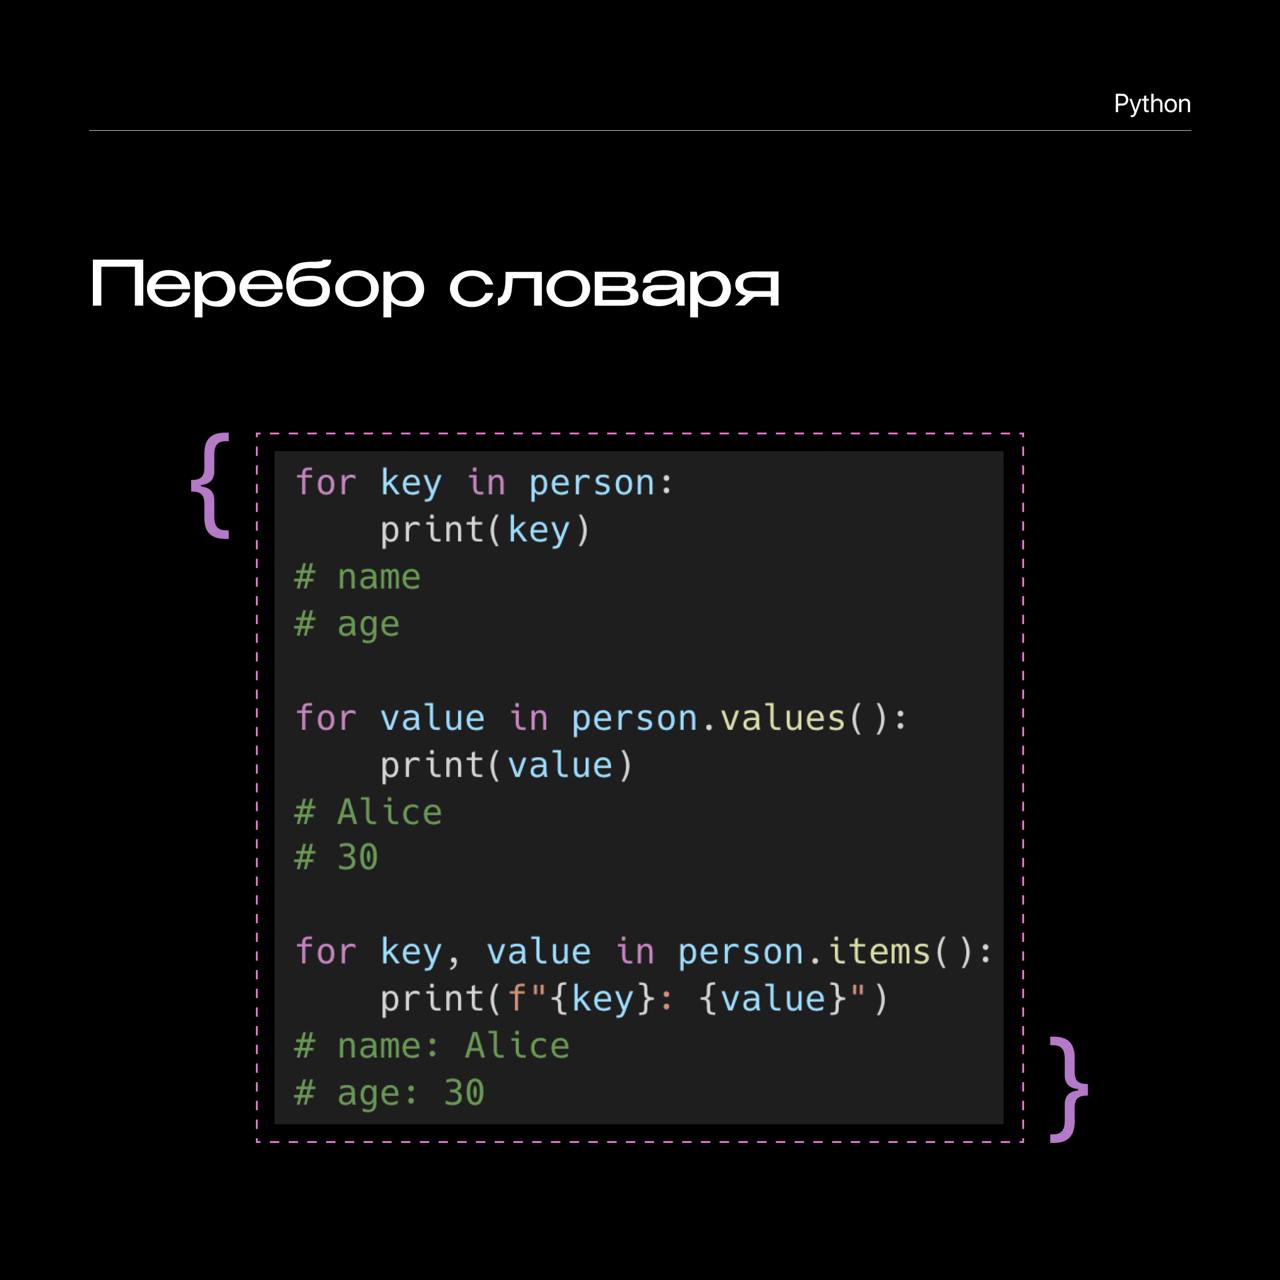 Python
Перебор словаря
{
for key in person:
    print(key)
# name
# age

for value in person.values():
    print(value)
# Alice
# 30

for key, value in person.items():
    print(f"{key}: {value}")
# name: Alice
# age: 30
}